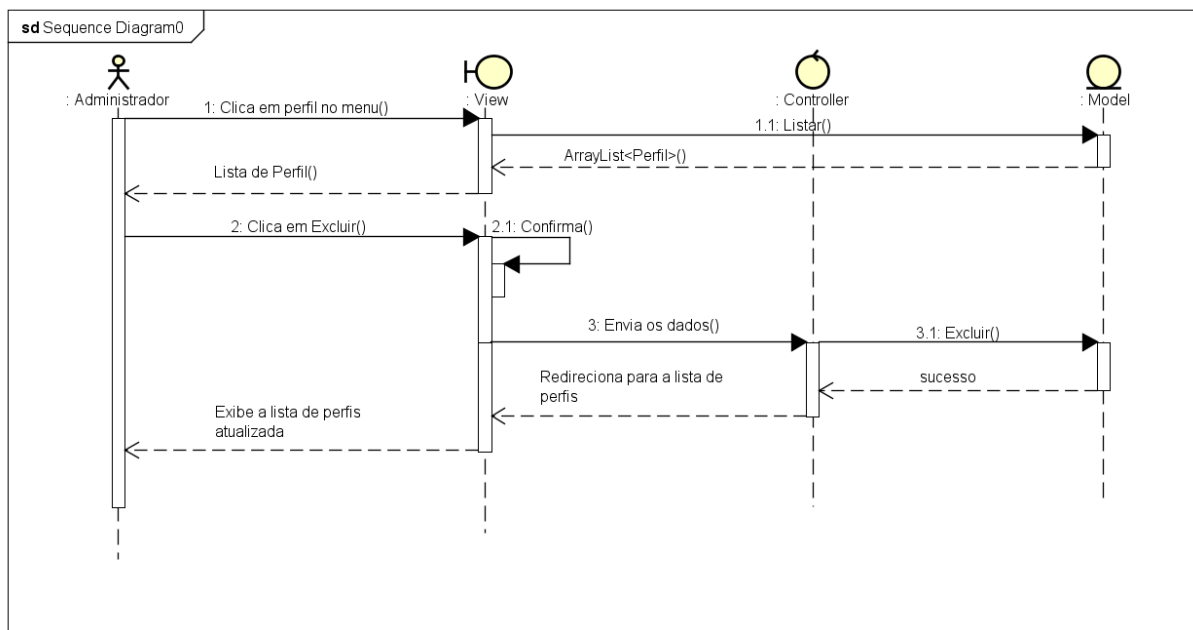 sd Sequence Diagram0
: Administrador
: View
: Controller
: Model
1: Clica em perfil no menu()
1.1: Listar()
ArrayList<Perfil>()
Lista de Perfil()
2: Clica em Excluir()
2.1: Confirma()
3: Envia os dados()
3.1: Excluir()
sucesso
Redireciona para a lista de
perfis
Exibe a lista de perfis
atualizada